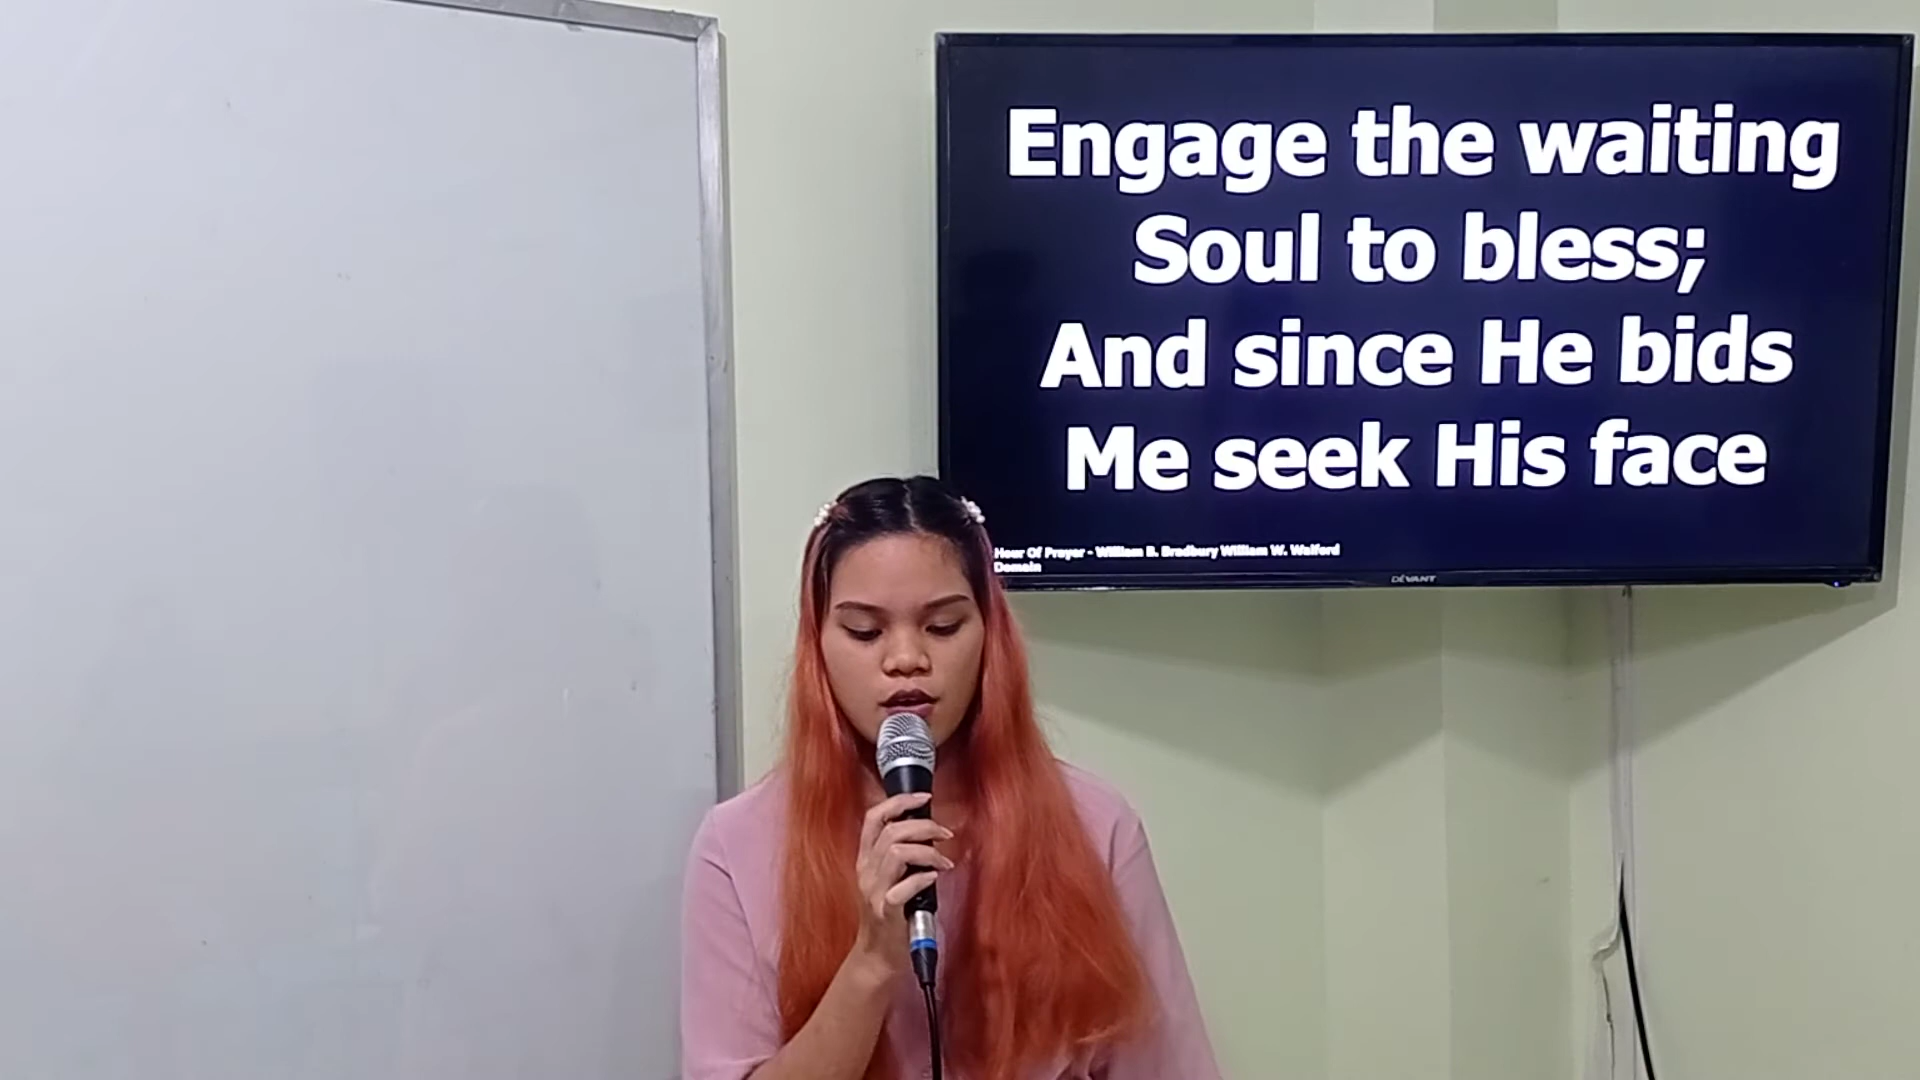 Engage the waiting
Soul to bless;
And since He bids
Me seek His face
Hour Of Prayer - William B. Bradbury William W. Walford
Domain
DEVANT